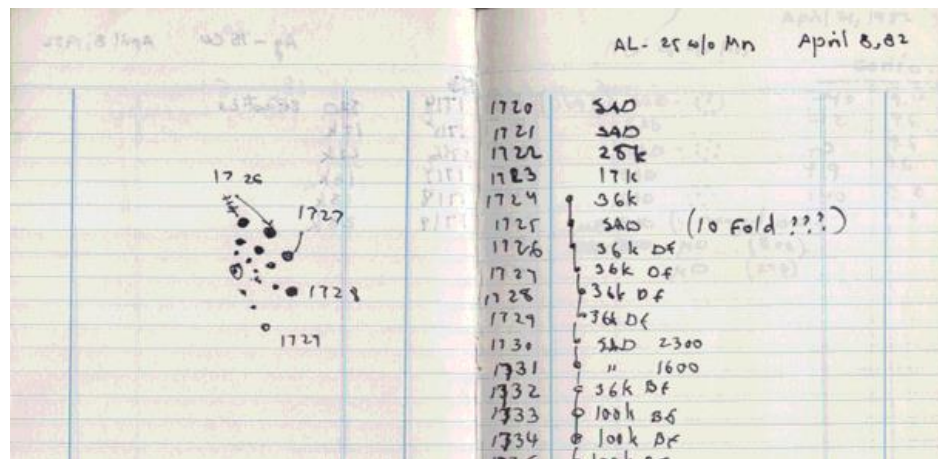 AL-25 w/o Mn April 8, 82
1720 SAD
1721 SAD
1722 25k
1723 17k
1724 36k
1725 SAD (10 Fold ???)
1726 36k Df
1727 36k Df
1728 36k Df
1729 36k Df
1730 SAD 2300
1731 " 1600
1732 36k Bf
1733 100k Bf
1734 100k Bf
1726
1727
1728
1729